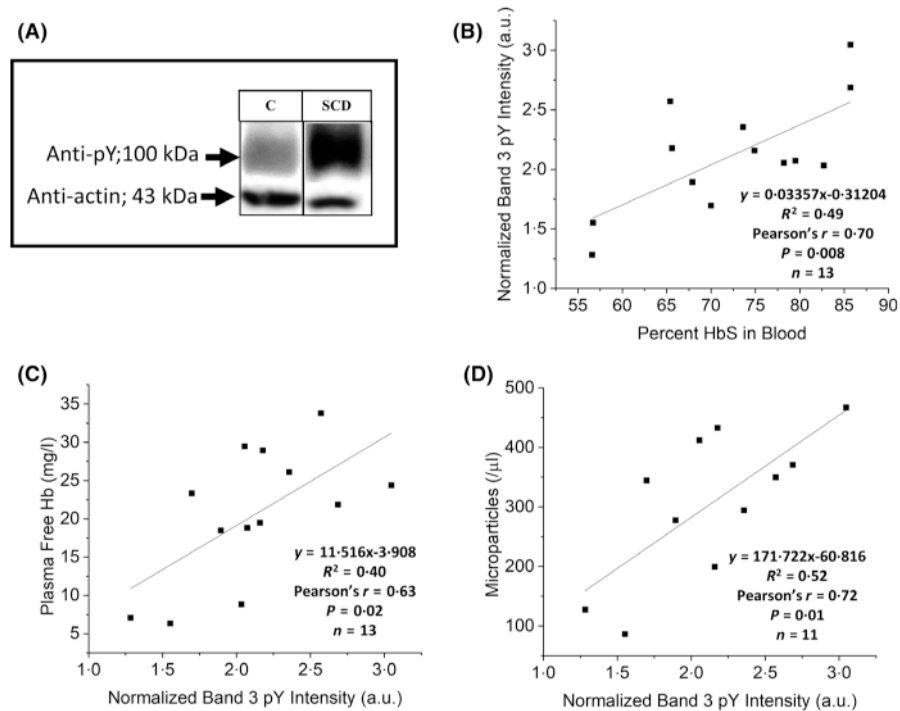 (A)
C SCD
Anti-pY;100 kDa
Anti-actin; 43 kDa
(B)
Normalized Band 3 pY Intensity (a.u.)
3·0
2·5
2·0
1·5
1·0
y = 0·03357x-0·31204
R² = 0·49
Pearson's r = 0·70
P = 0·008
n = 13
55 60 65 70 75 80 85 90
Percent HbS in Blood
(C)
Plasma Free Hb (mg/l)
35
30
25
20
15
10
5
y = 11·516x-3·908
R² = 0·40
Pearson's r = 0·63
P = 0·02
n = 13
1·0 1·5 2·0 2·5 3·0
Normalized Band 3 pY Intensity (a.u.)
(D)
Microparticles (/µl)
500
400
300
200
100
y = 171·722x-60·816
R² = 0·52
Pearson's r = 0·72
P = 0·01
n = 11
1·0 1·5 2·0 2·5 3·0
Normalized Band 3 pY Intensity (a.u.)